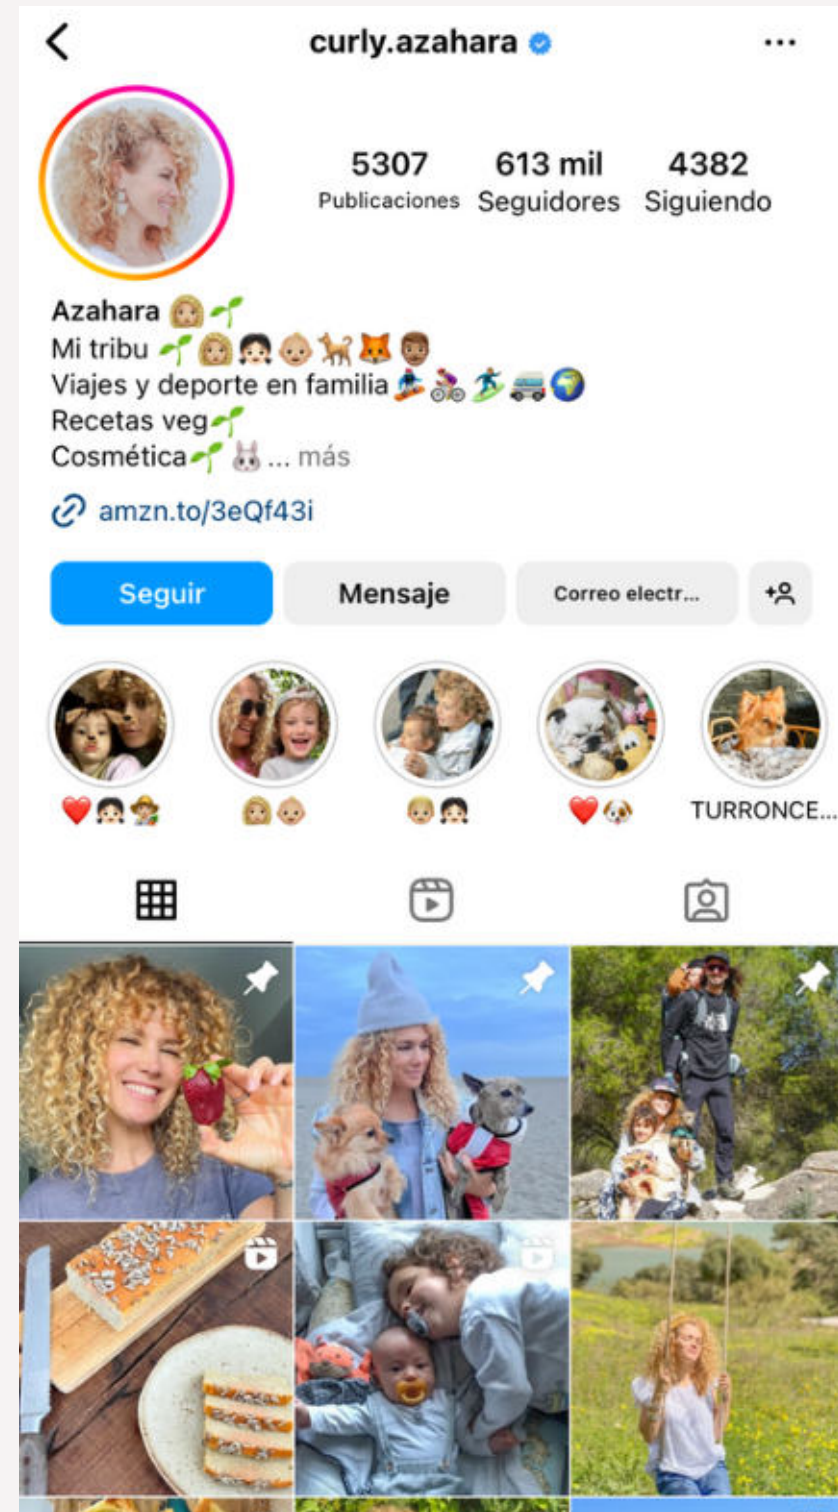 curly.azahara
5307 613 mil 4382
Publicaciones Seguidores Siguiendo
Azahara 👩🏼‍🦱🌱
Mi tribu 🌱👩🏼‍🦱👧🏻👶🏼🐕🦊🧔🏽
Viajes y deporte en familia 🏂🚵🏼‍♀️🏄🏼‍♂️🚐🌍
Recetas veg🌱
Cosmética🌱🐰... más
amzn.to/3eQf43i
Seguir Mensaje Correo electr...
TURRONCE...